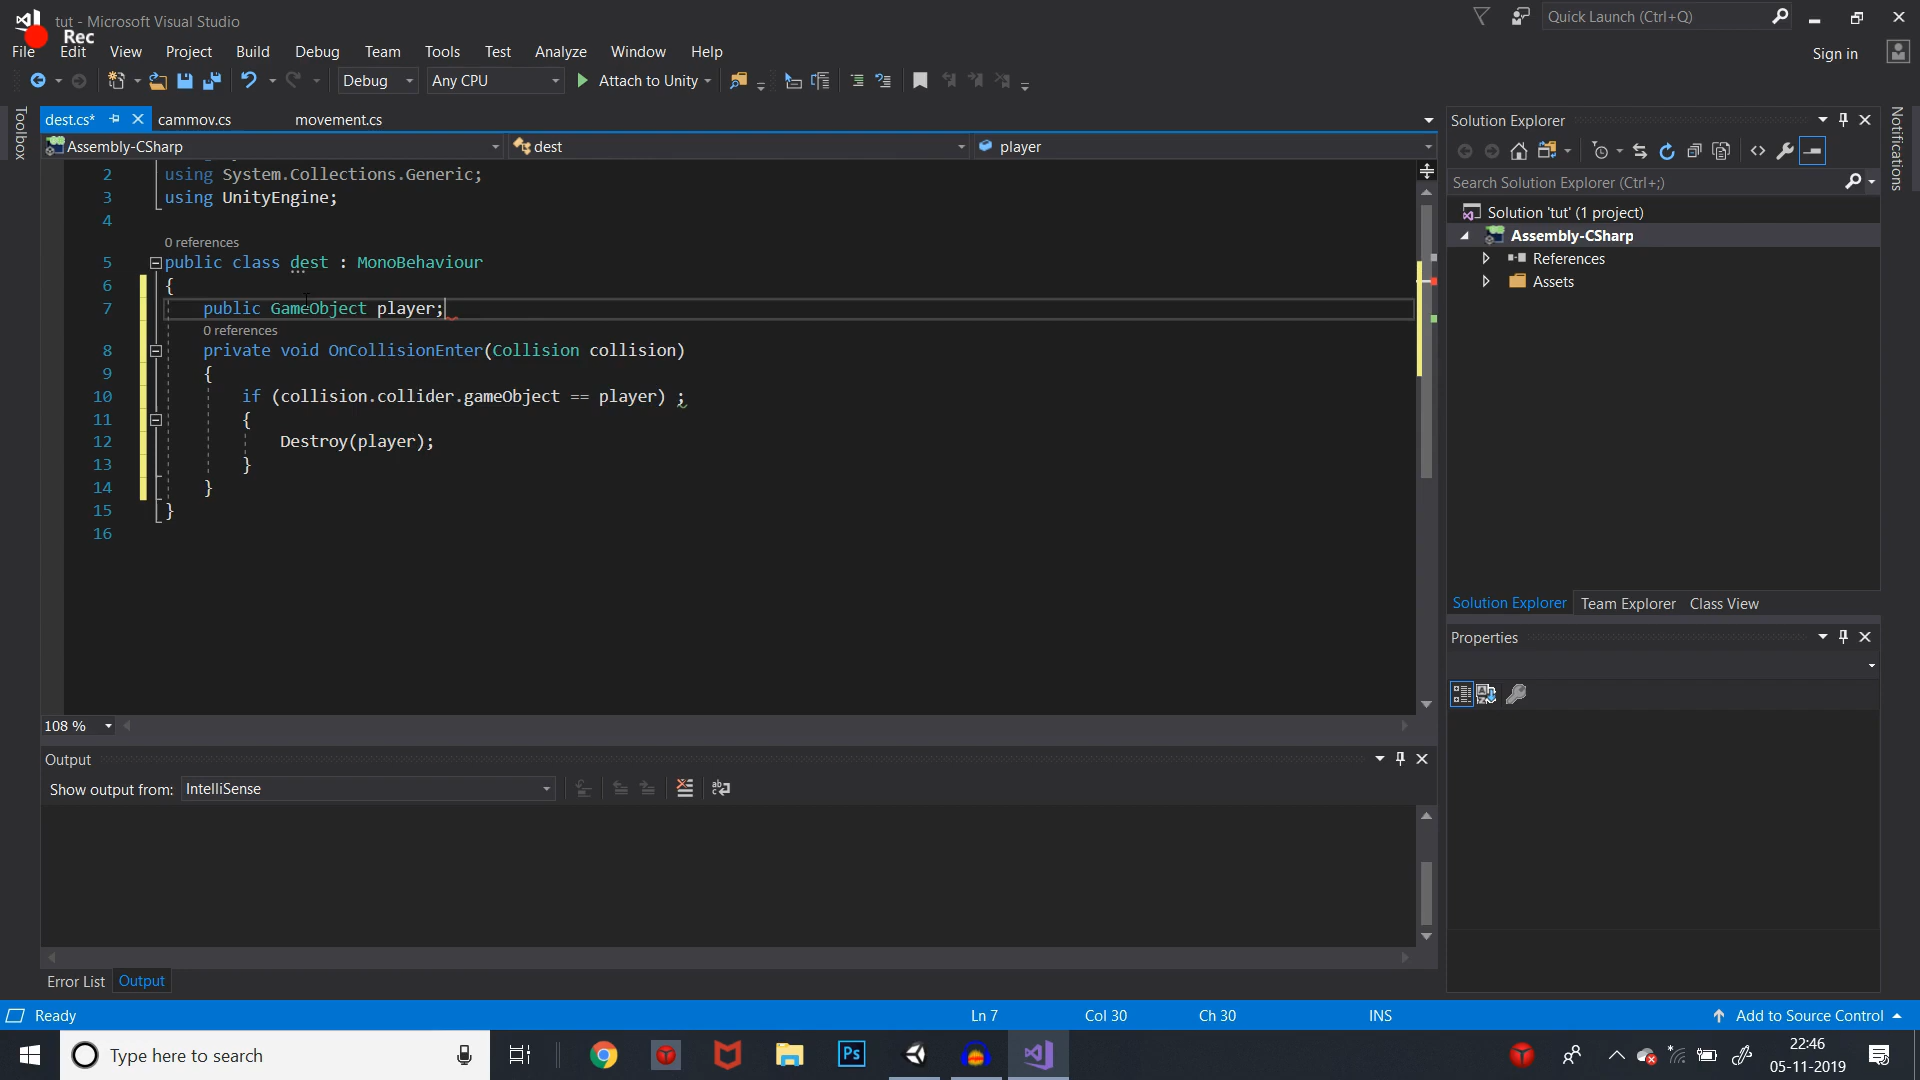 tut - Microsoft Visual Studio
Rec
Quick Launch (Ctrl+Q)
File Edit View Project Build Debug Team Tools Test Analyze Window Help
Sign in
Debug Any CPU Attach to Unity
Toolbox
dest.cs* cammov.cs movement.cs
Assembly-CSharp dest player
2 using System.Collections.Generic;
3 using UnityEngine;
4
0 references
5 public class dest : MonoBehaviour
6 {
7 public GameObject player;
0 references
8 private void OnCollisionEnter(Collision collision)
9 {
10 if (collision.collider.gameObject == player) ;
11 {
12 Destroy(player);
13 }
14 }
15 }
16
108 %
Output
Show output from: IntelliSense
Error List Output
Solution Explorer
Search Solution Explorer (Ctrl+;)
Solution 'tut' (1 project)
Assembly-CSharp
References
Assets
Solution Explorer Team Explorer Class View
Properties
Notifications
Ready Ln 7 Col 30 Ch 30 INS Add to Source Control
Type here to search
Ps
22:46
05-11-2019